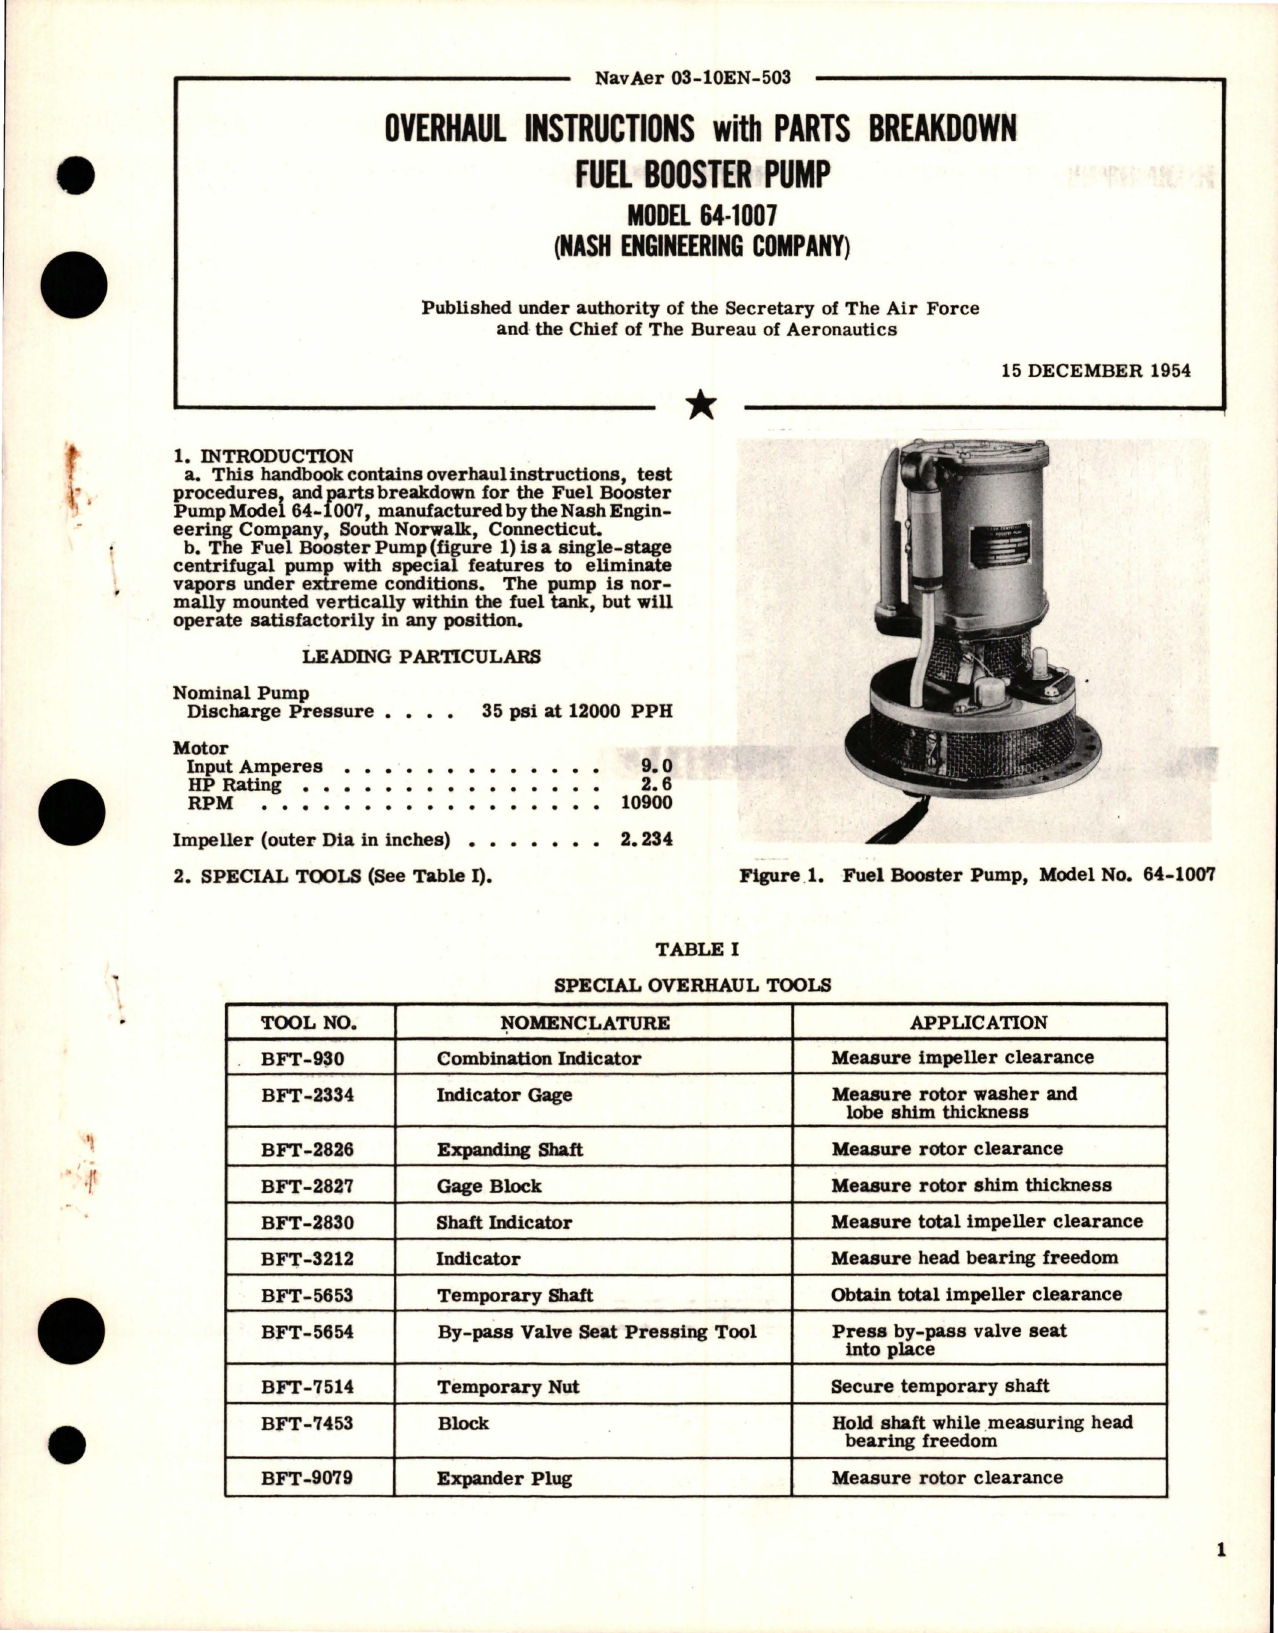 NavAer 03-10EN-503
OVERHAUL INSTRUCTIONS with PARTS BREAKDOWN
FUEL BOOSTER PUMP
MODEL 64-1007
(NASH ENGINEERING COMPANY)
Published under authority of the Secretary of The Air Force
and the Chief of The Bureau of Aeronautics
15 DECEMBER 1954
1. INTRODUCTION
a. This handbook contains overhaul instructions, test
procedures, and parts breakdown for the Fuel Booster
Pump Model 64-1007, manufactured by the Nash Engin-
eering Company, South Norwalk, Connecticut.
b. The Fuel Booster Pump (figure 1) is a single-stage
centrifugal pump with special features to eliminate
vapors under extreme conditions. The pump is nor-
mally mounted vertically within the fuel tank, but will
operate satisfactorily in any position.
LEADING PARTICULARS
Nominal Pump
Discharge Pressure . . . . 35 psi at 12000 PPH
Motor
Input Amperes . . . . . . . . . . . . . 9.0
HP Rating . . . . . . . . . . . . . . . 2.6
RPM . . . . . . . . . . . . . . . . . 10900
Impeller (outer Dia in inches) . . . . . . . 2.234
2. SPECIAL TOOLS (See Table I).
Figure 1. Fuel Booster Pump, Model No. 64-1007
TABLE I
SPECIAL OVERHAUL TOOLS
TOOL NO. NOMENCLATURE APPLICATION
BFT-930 Combination Indicator Measure impeller clearance
BFT-2334 Indicator Gage Measure rotor washer and
lobe shim thickness
BFT-2826 Expanding Shaft Measure rotor clearance
BFT-2827 Gage Block Measure rotor shim thickness
BFT-2830 Shaft Indicator Measure total impeller clearance
BFT-3212 Indicator Measure head bearing freedom
BFT-5653 Temporary Shaft Obtain total impeller clearance
BFT-5654 By-pass Valve Seat Pressing Tool Press by-pass valve seat
into place
BFT-7514 Temporary Nut Secure temporary shaft
BFT-7453 Block Hold shaft while measuring head
bearing freedom
BFT-9079 Expander Plug Measure rotor clearance
1